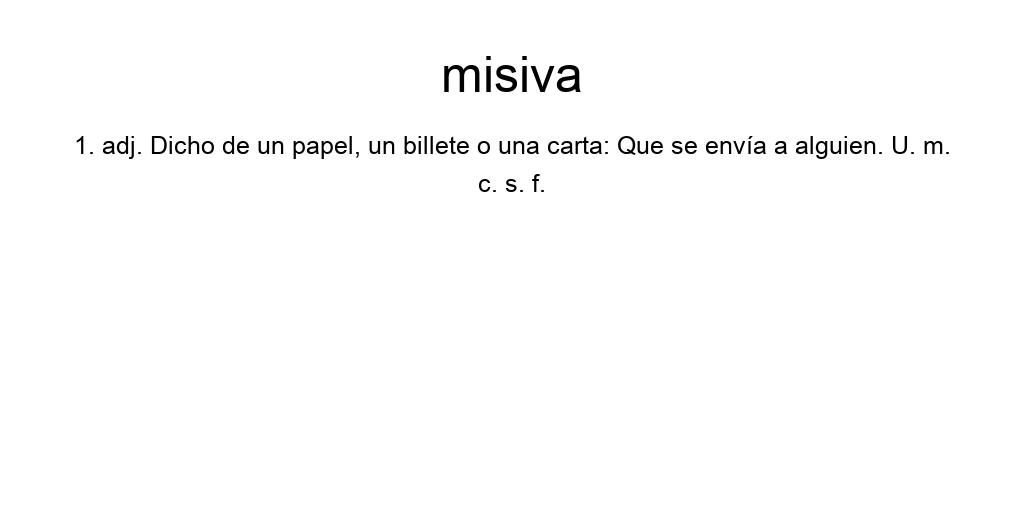 misiva
1. adj. Dicho de un papel, un billete o una carta: Que se envía a alguien. U. m.
c. s. f.